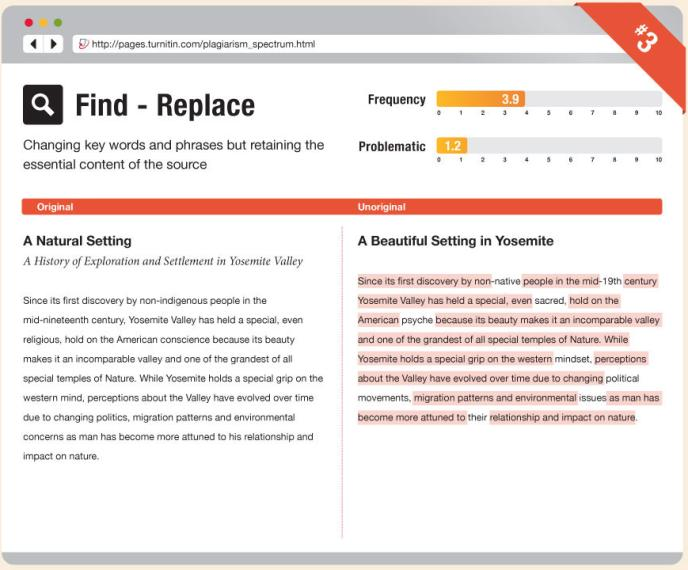 http://pages.turnitin.com/plagiarism_spectrum.html
#3
Find - Replace
Changing key words and phrases but retaining the
essential content of the source
Frequency
3.9
0 1 2 3 4 5 6 7 8 9 10
Problematic
1.2
0 1 2 3 4 5 6 7 8 9 10
Original
Unoriginal
A Natural Setting
A History of Exploration and Settlement in Yosemite Valley
Since its first discovery by non-indigenous people in the
mid-nineteenth century, Yosemite Valley has held a special, even
religious, hold on the American conscience because its beauty
makes it an incomparable valley and one of the grandest of all
special temples of Nature. While Yosemite holds a special grip on the
western mind, perceptions about the Valley have evolved over time
due to changing politics, migration patterns and environmental
concerns as man has become more attuned to his relationship and
impact on nature.
A Beautiful Setting in Yosemite
Since its first discovery by non-native people in the mid-19th century
Yosemite Valley has held a special, even sacred, hold on the
American psyche because its beauty makes it an incomparable valley
and one of the grandest of all special temples of Nature. While
Yosemite holds a special grip on the western mindset, perceptions
about the Valley have evolved over time due to changing political
movements, migration patterns and environmental issues as man has
become more attuned to their relationship and impact on nature.